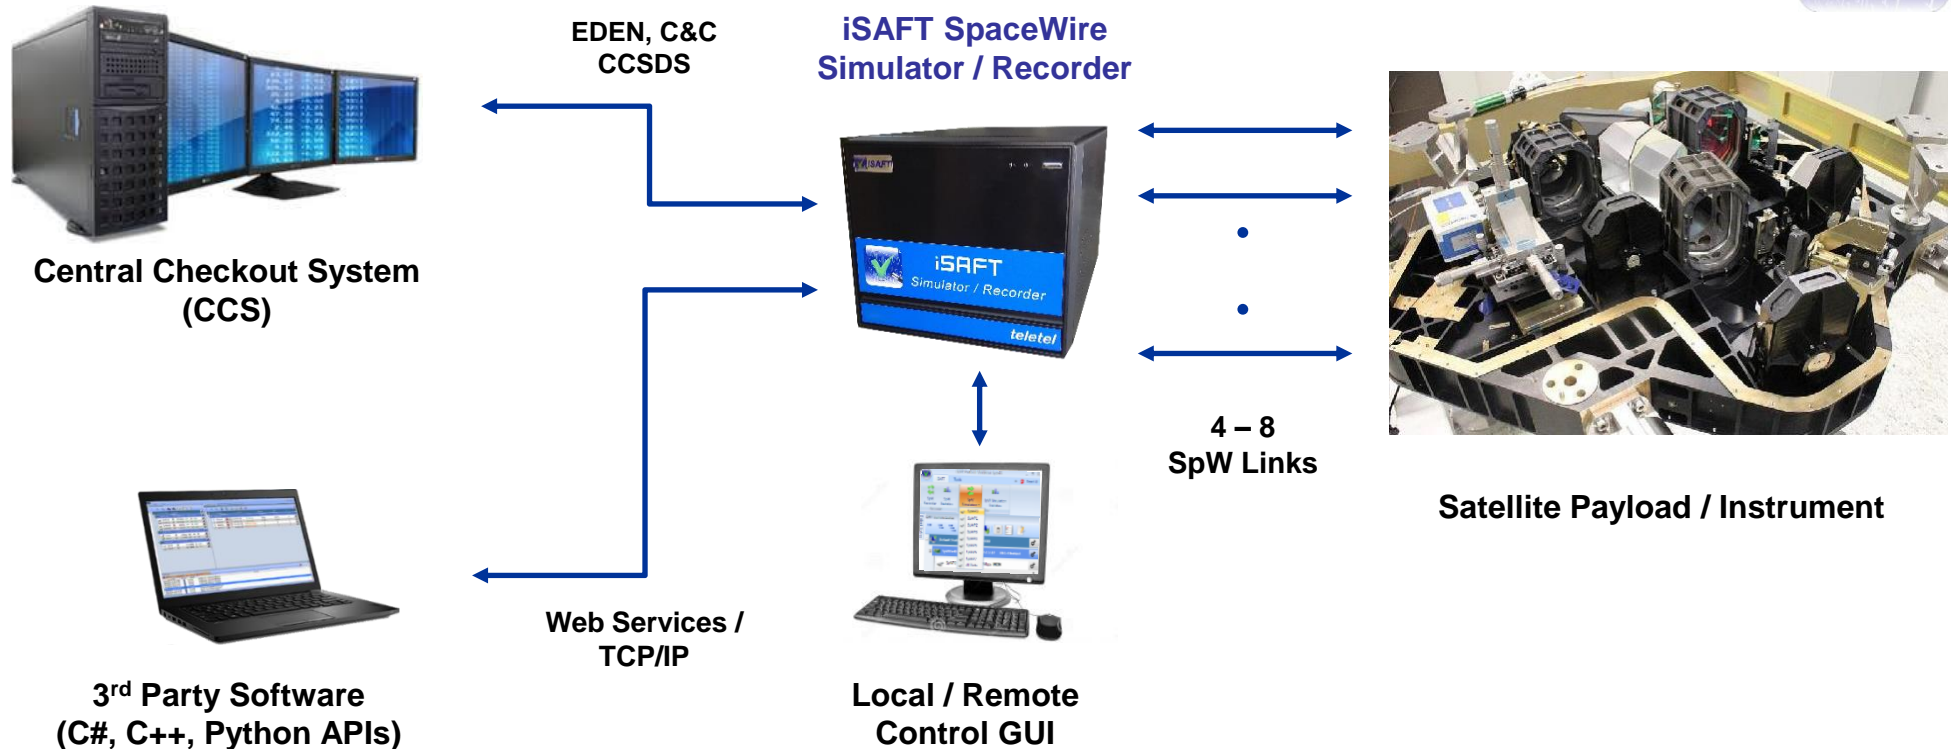 EDEN, C&C
CCSDS
iSAFT SpaceWire
Simulator / Recorder
Central Checkout System
(CCS)
iSAFT
iSAFT
Simulator / Recorder
teletel
4 – 8
SpW Links
Satellite Payload / Instrument
Web Services /
TCP/IP
3rd Party Software
(C#, C++, Python APIs)
Local / Remote
Control GUI